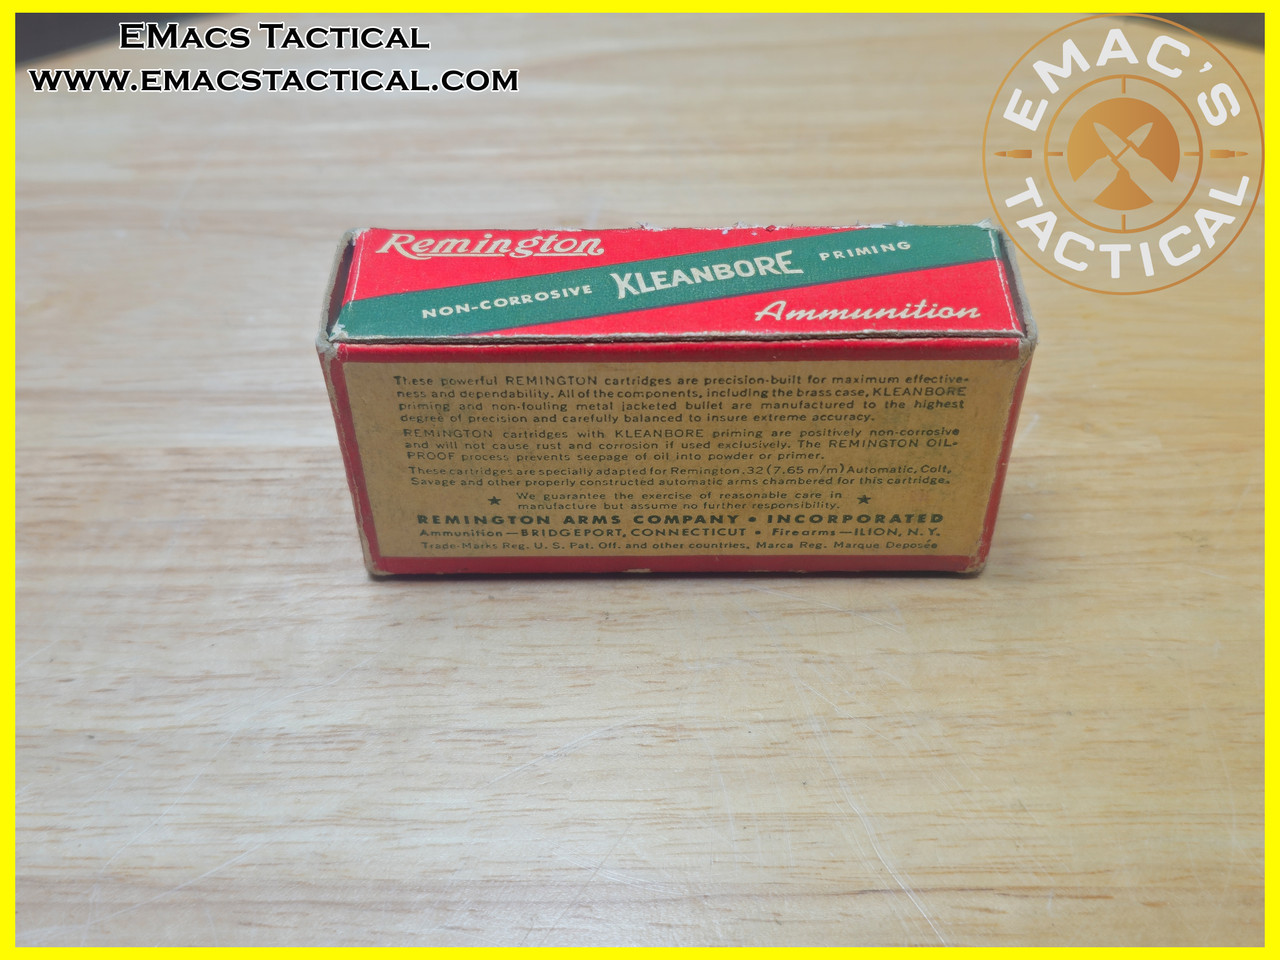 EMacs Tactical
www.emacstactical.com
EMAC'S
TACTICAL
Remington
NON-CORROSIVE KLEANBORE PRIMING
Ammunition
These powerful REMINGTON cartridges are precision-built for maximum effective-
ness and dependability. All of the components, including the brass case, KLEANBORE
priming and non-fouling metal jacketed bullet are manufactured to the highest
degree of precision and carefully balanced to insure extreme accuracy.
REMINGTON cartridges with KLEANBORE priming are positively non-corrosive
and will not cause rust and corrosion if used exclusively. The REMINGTON OIL-
PROOF process prevents seepage of oil into powder or primer.
These cartridges are specially adapted for Remington .32 (7.65 m/m) Automatic, Colt,
Savage and other properly constructed automatic arms chambered for this cartridge.
★ We guarantee the exercise of reasonable care in ★
manufacture but assume no further responsibility.
REMINGTON ARMS COMPANY • INCORPORATED
Ammunition—BRIDGEPORT, CONNECTICUT • Firearms—ILION, N.Y.
Trade-Marks Reg. U. S. Pat. Off. and other countries, Marca Reg. Marque Deposée